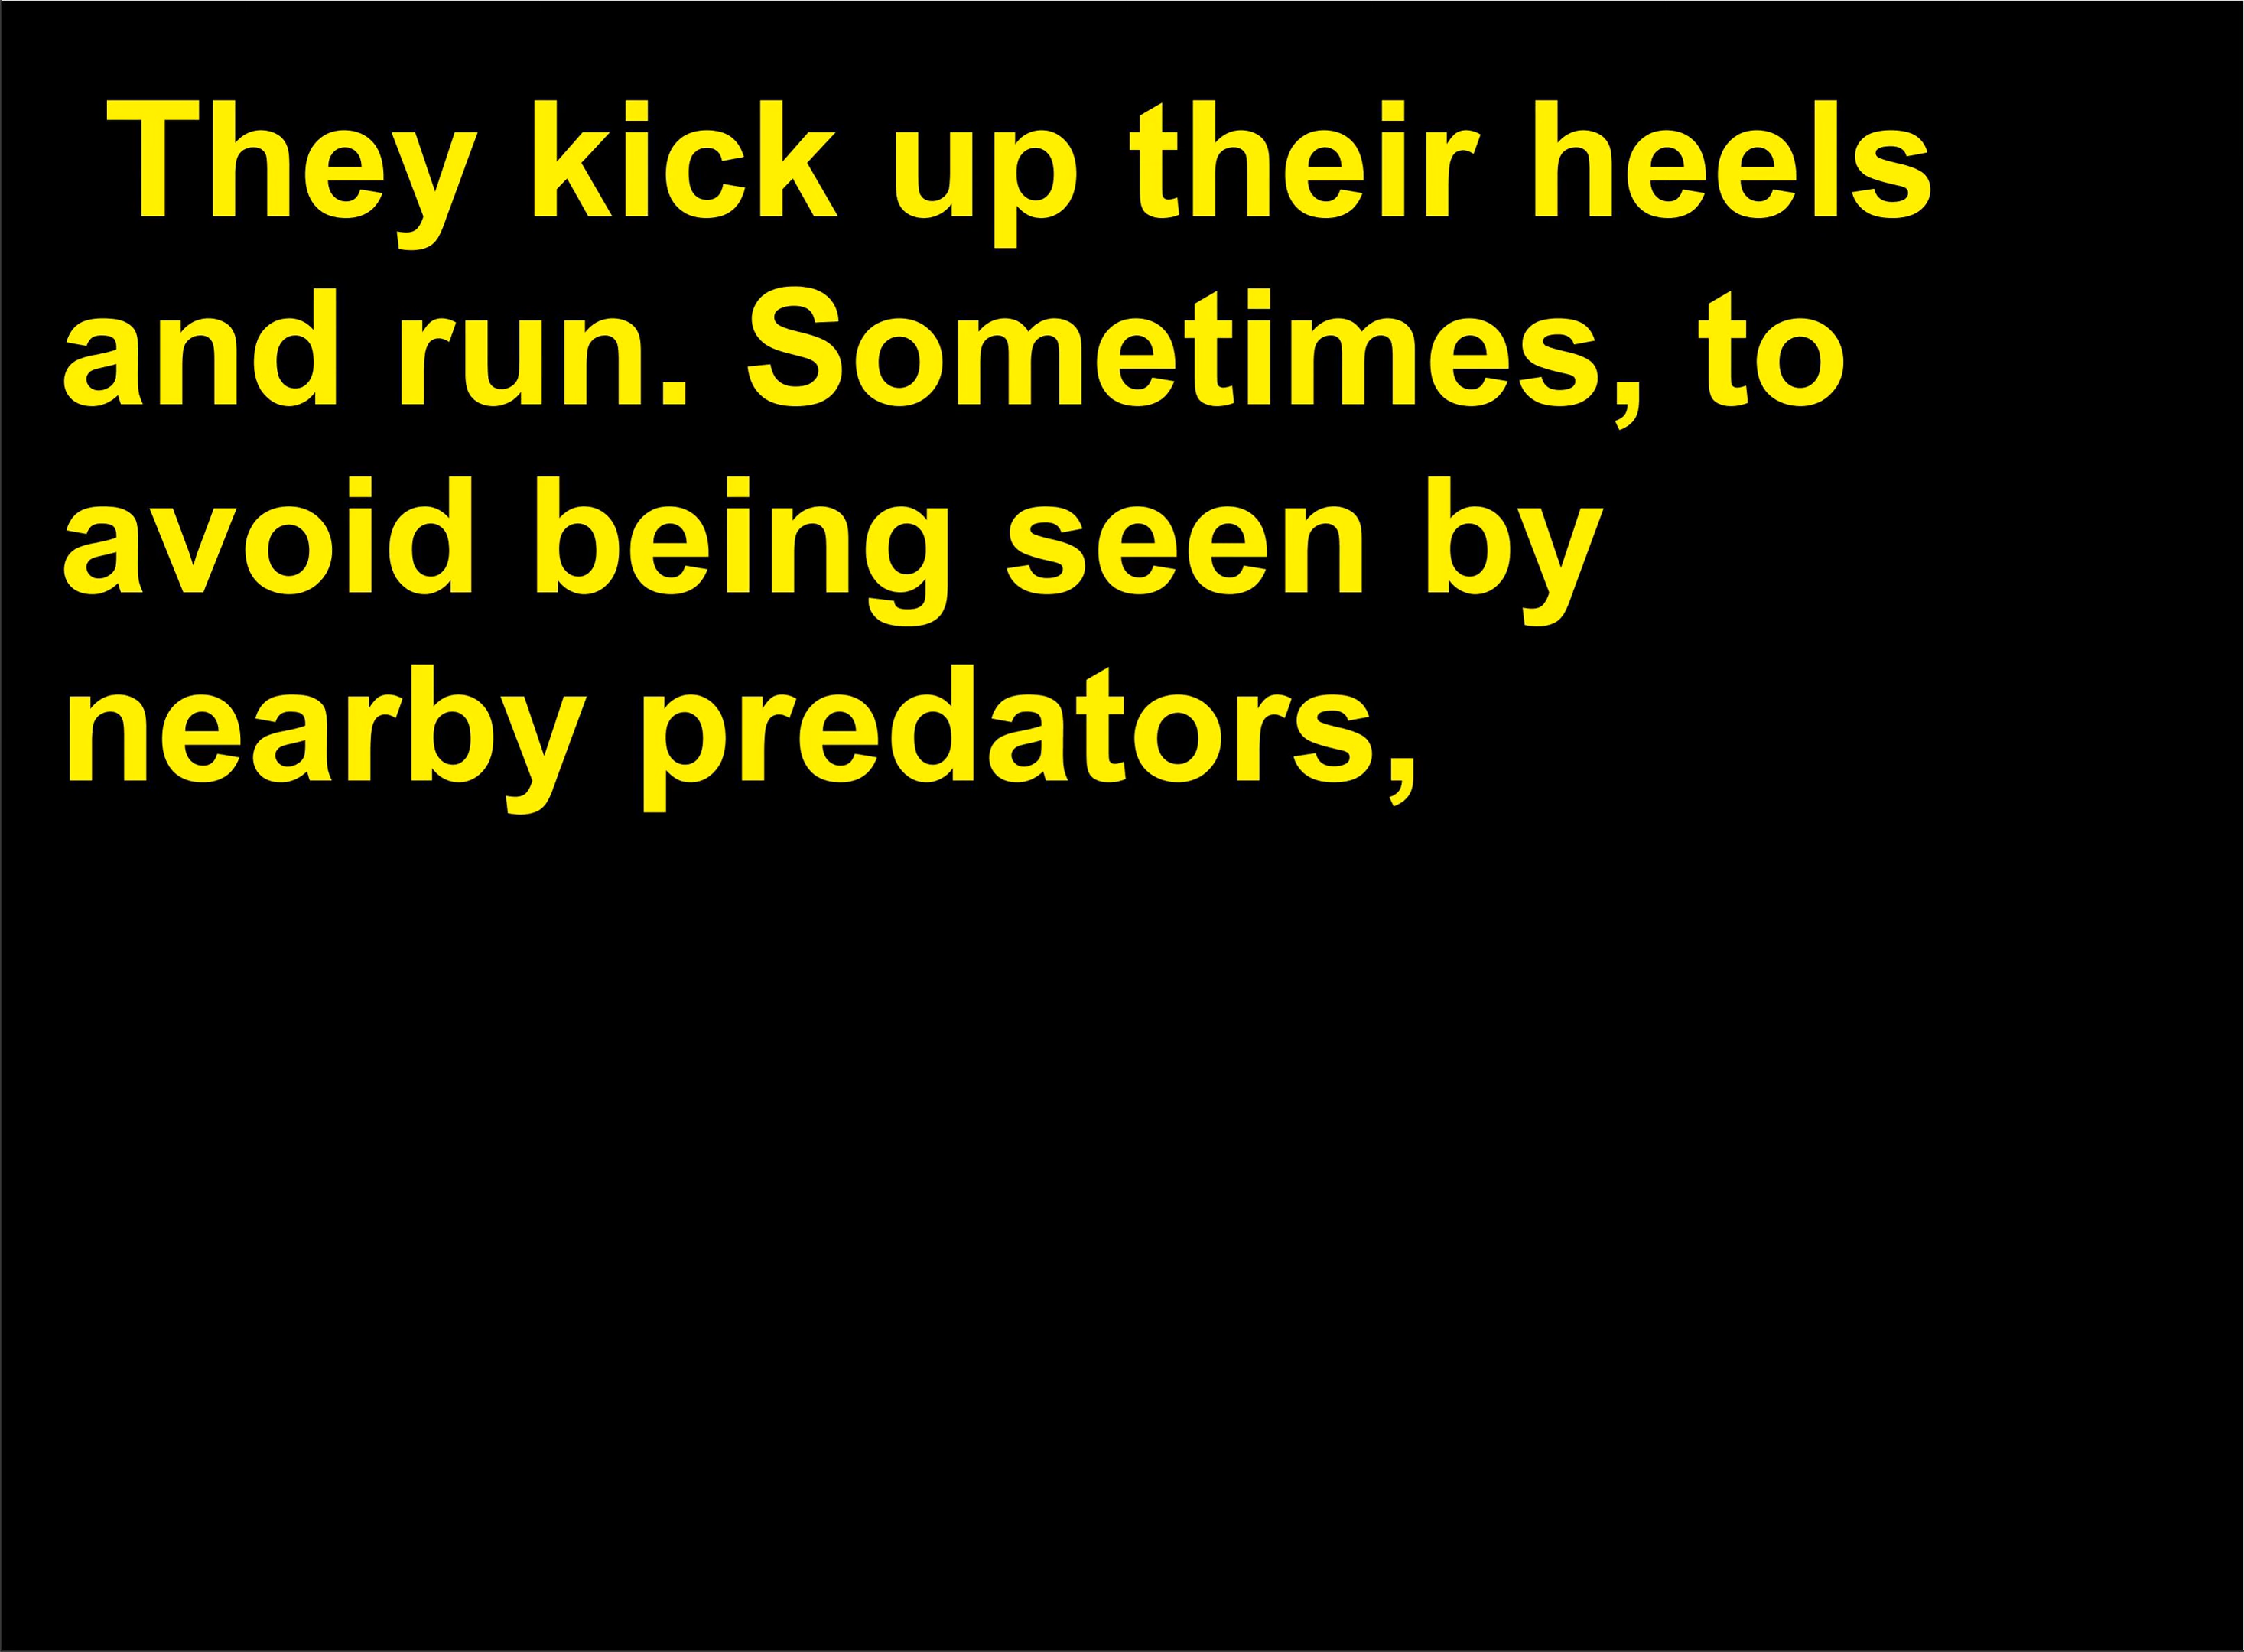 They kick up their heels
and run. Sometimes, to
avoid being seen by
nearby predators,